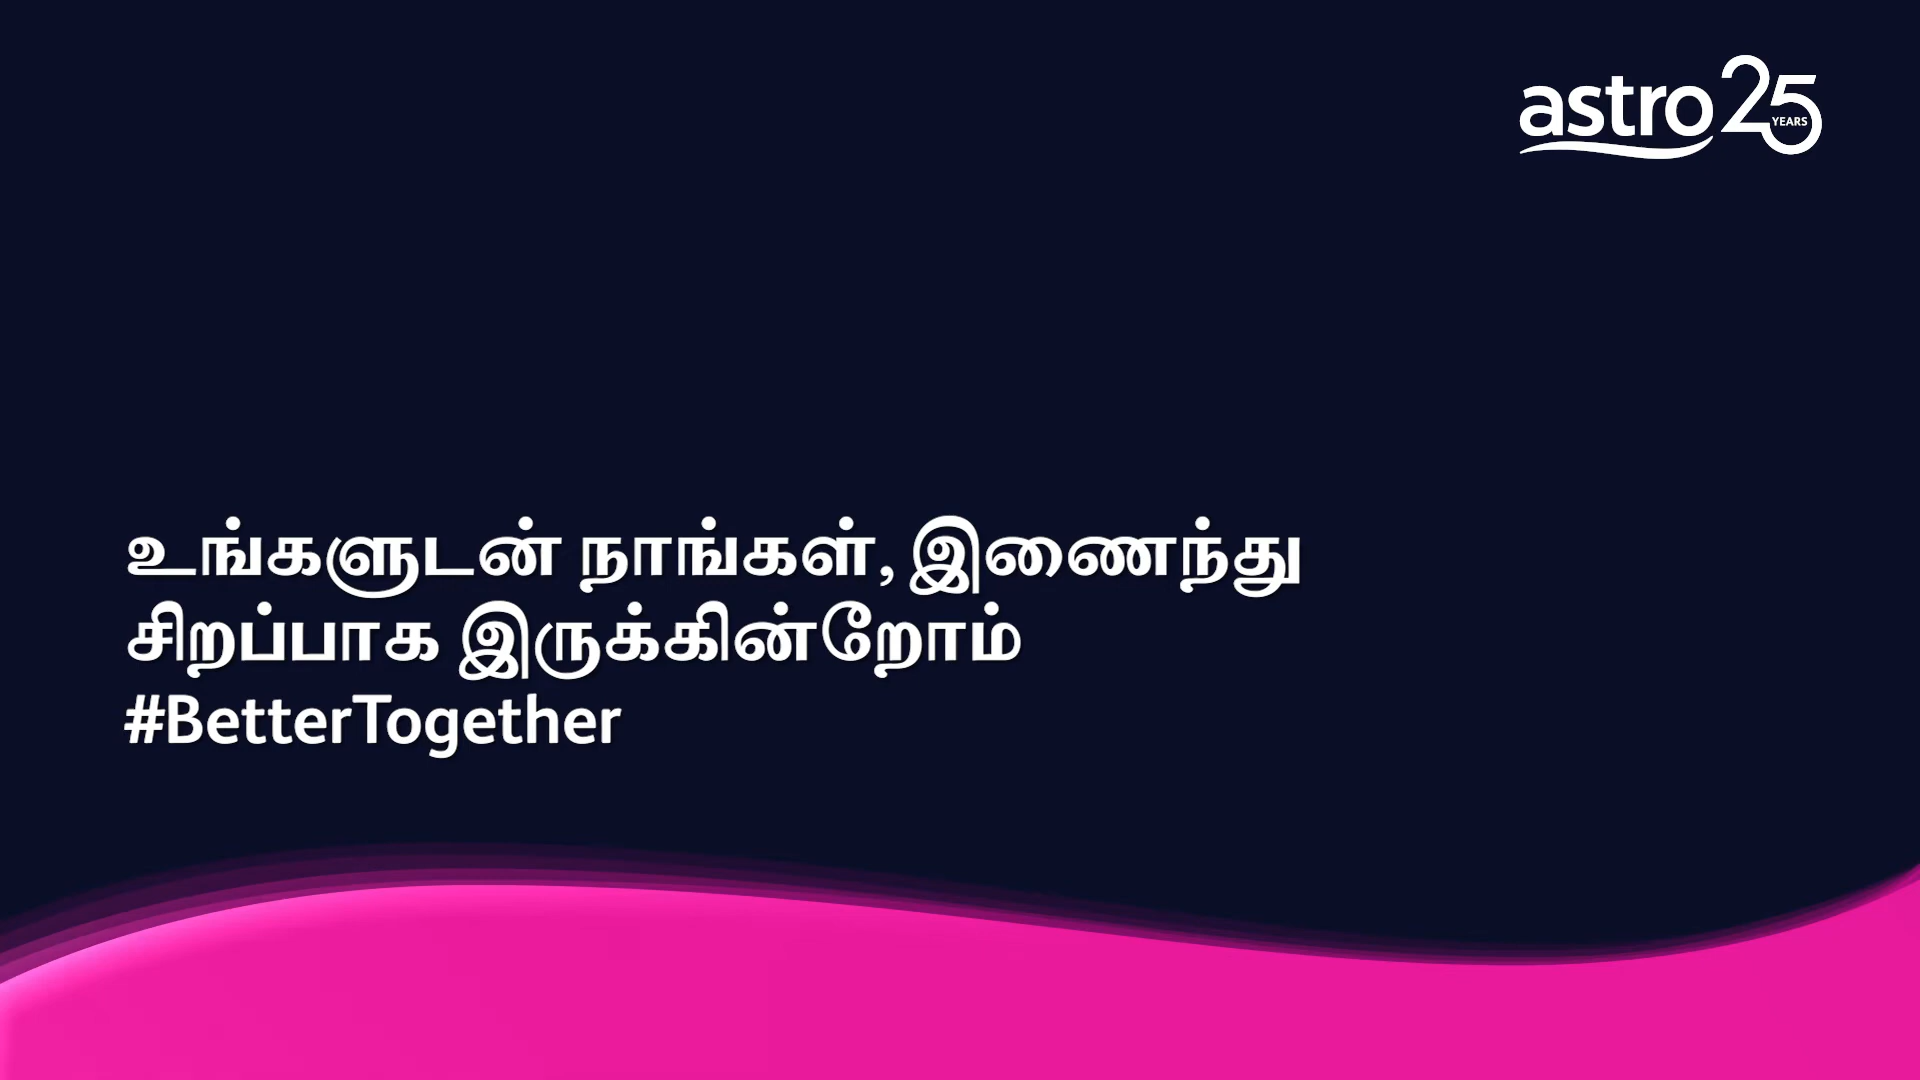 astro 25 YEARS
உங்களுடன் நாங்கள், இணைந்து
சிறப்பாக இருக்கின்றோம்
#BetterTogether